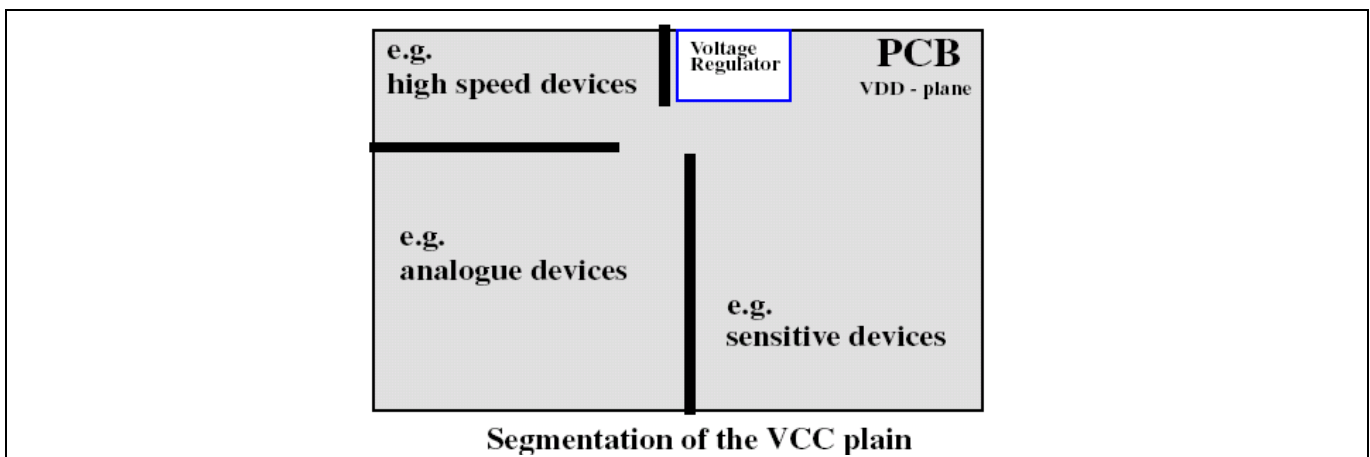 e.g.
high speed devices
Voltage
Regulator
PCB
VDD - plane
e.g.
analogue devices
e.g.
sensitive devices
Segmentation of the VCC plain